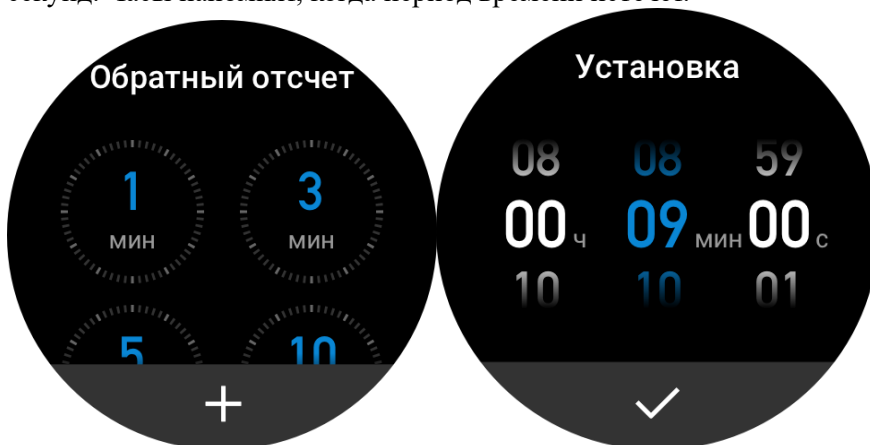 Обратный отсчет
1
мин
3
мин
5
10
Установка
08 08 59
00 ч 09 мин 00 с
10 10 01